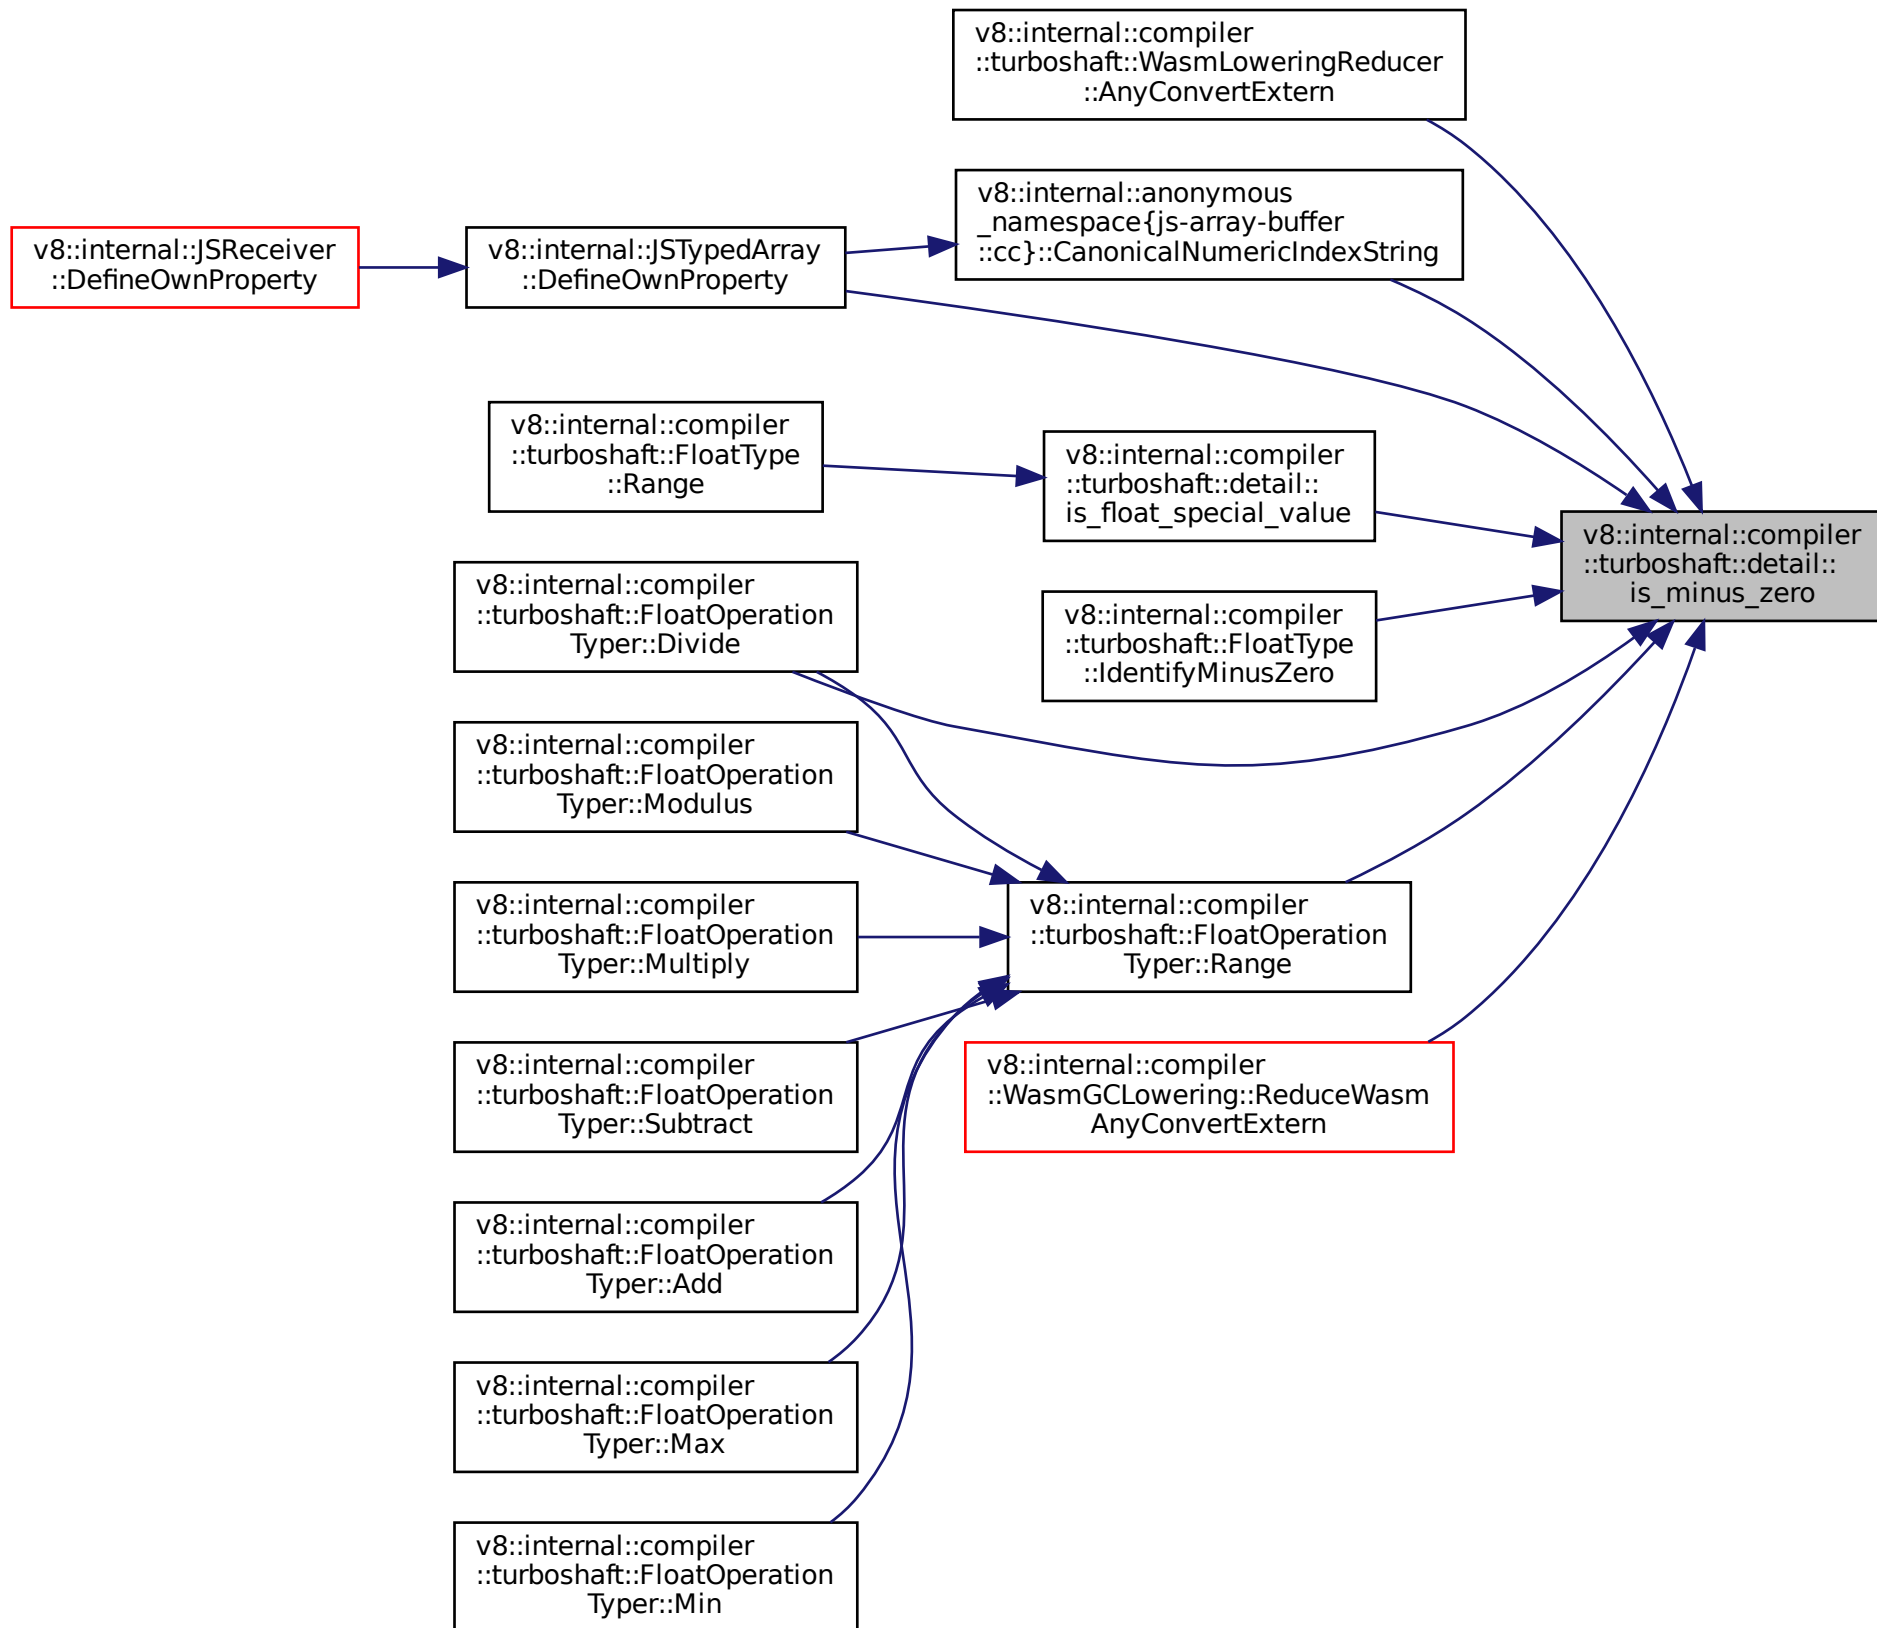 v8::internal::compiler
::turboshaft::WasmLoweringReducer
::AnyConvertExtern
v8::internal::anonymous
_namespace{js-array-buffer
::cc}::CanonicalNumericIndexString
v8::internal::JSReceiver
::DefineOwnProperty
v8::internal::JSTypedArray
::DefineOwnProperty
v8::internal::compiler
::turboshaft::FloatType
::Range
v8::internal::compiler
::turboshaft::detail::
is_float_special_value
v8::internal::compiler
::turboshaft::detail::
is_minus_zero
v8::internal::compiler
::turboshaft::FloatOperation
Typer::Divide
v8::internal::compiler
::turboshaft::FloatType
::IdentifyMinusZero
v8::internal::compiler
::turboshaft::FloatOperation
Typer::Modulus
v8::internal::compiler
::turboshaft::FloatOperation
Typer::Multiply
v8::internal::compiler
::turboshaft::FloatOperation
Typer::Range
v8::internal::compiler
::turboshaft::FloatOperation
Typer::Subtract
v8::internal::compiler
::WasmGCLowering::ReduceWasm
AnyConvertExtern
v8::internal::compiler
::turboshaft::FloatOperation
Typer::Add
v8::internal::compiler
::turboshaft::FloatOperation
Typer::Max
v8::internal::compiler
::turboshaft::FloatOperation
Typer::Min